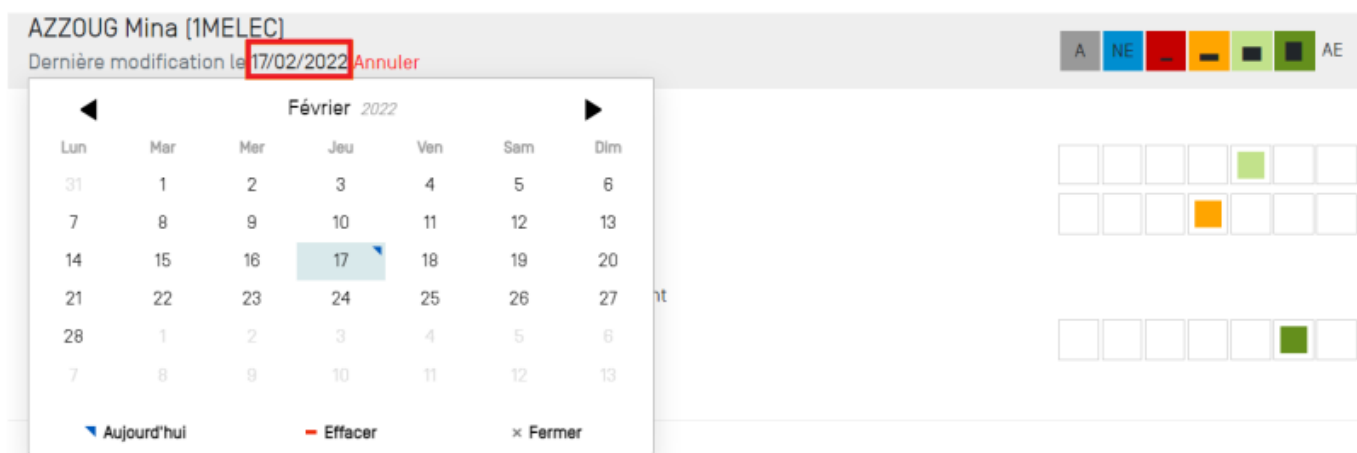 AZZOUG Mina (1MELEC)
Dernière modification le 17/02/2022 Annuler
A NE AE
Février 2022
Lun Mar Mer Jeu Ven Sam Dim
31 1 2 3 4 5 6
7 8 9 10 11 12 13
14 15 16 17 18 19 20
21 22 23 24 25 26 27
nt
28 1 2 3 4 5 6
7 8 9 10 11 12 13
Aujourd'hui Effacer × Fermer